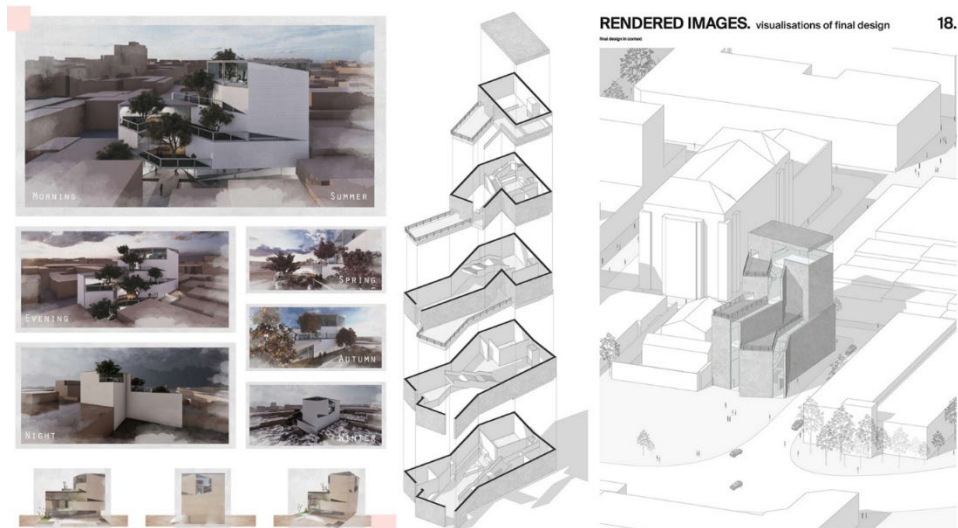 MORNING
SUMMER
EVENING
SPRING
AUTUMN
NIGHT
WINTER
RENDERED IMAGES. visualisations of final design
18.
final design in context